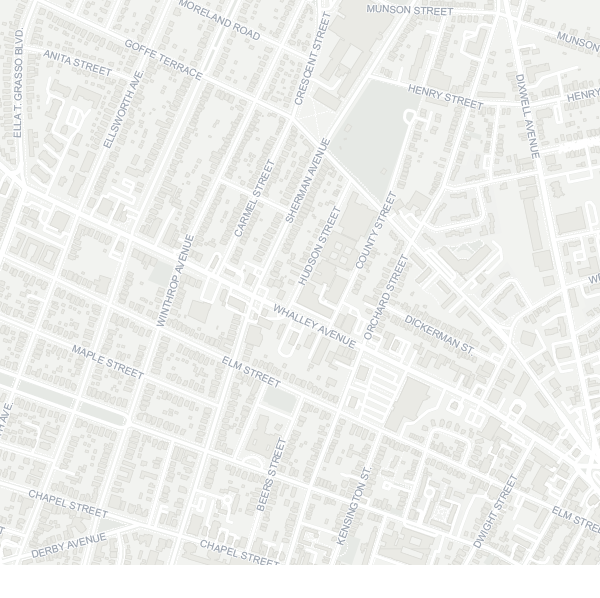 MORELAND ROAD
MUNSON STREET
MUNSON
GOFFE TERRACE
CRESCENT STREET
ELLA T. GRASSO BLVD
ANITA STREET
ELLSWORTH AVE.
HENRY STREET
HENRY
DIXWELL AVENUE
SHERMAN AVENUE
CARMEL STREET
HUDSON STREET
COUNTY STREET
WINTHROP AVENUE
ORCHARD STREET
WHALLEY AVENUE
DICKERMAN ST.
MAPLE STREET
ELM STREET
BEERS STREET
KENSINGTON ST.
DWIGHT STREET
CHAPEL STREET
ELM STREE
DERBY AVENUE
CHAPEL STREET